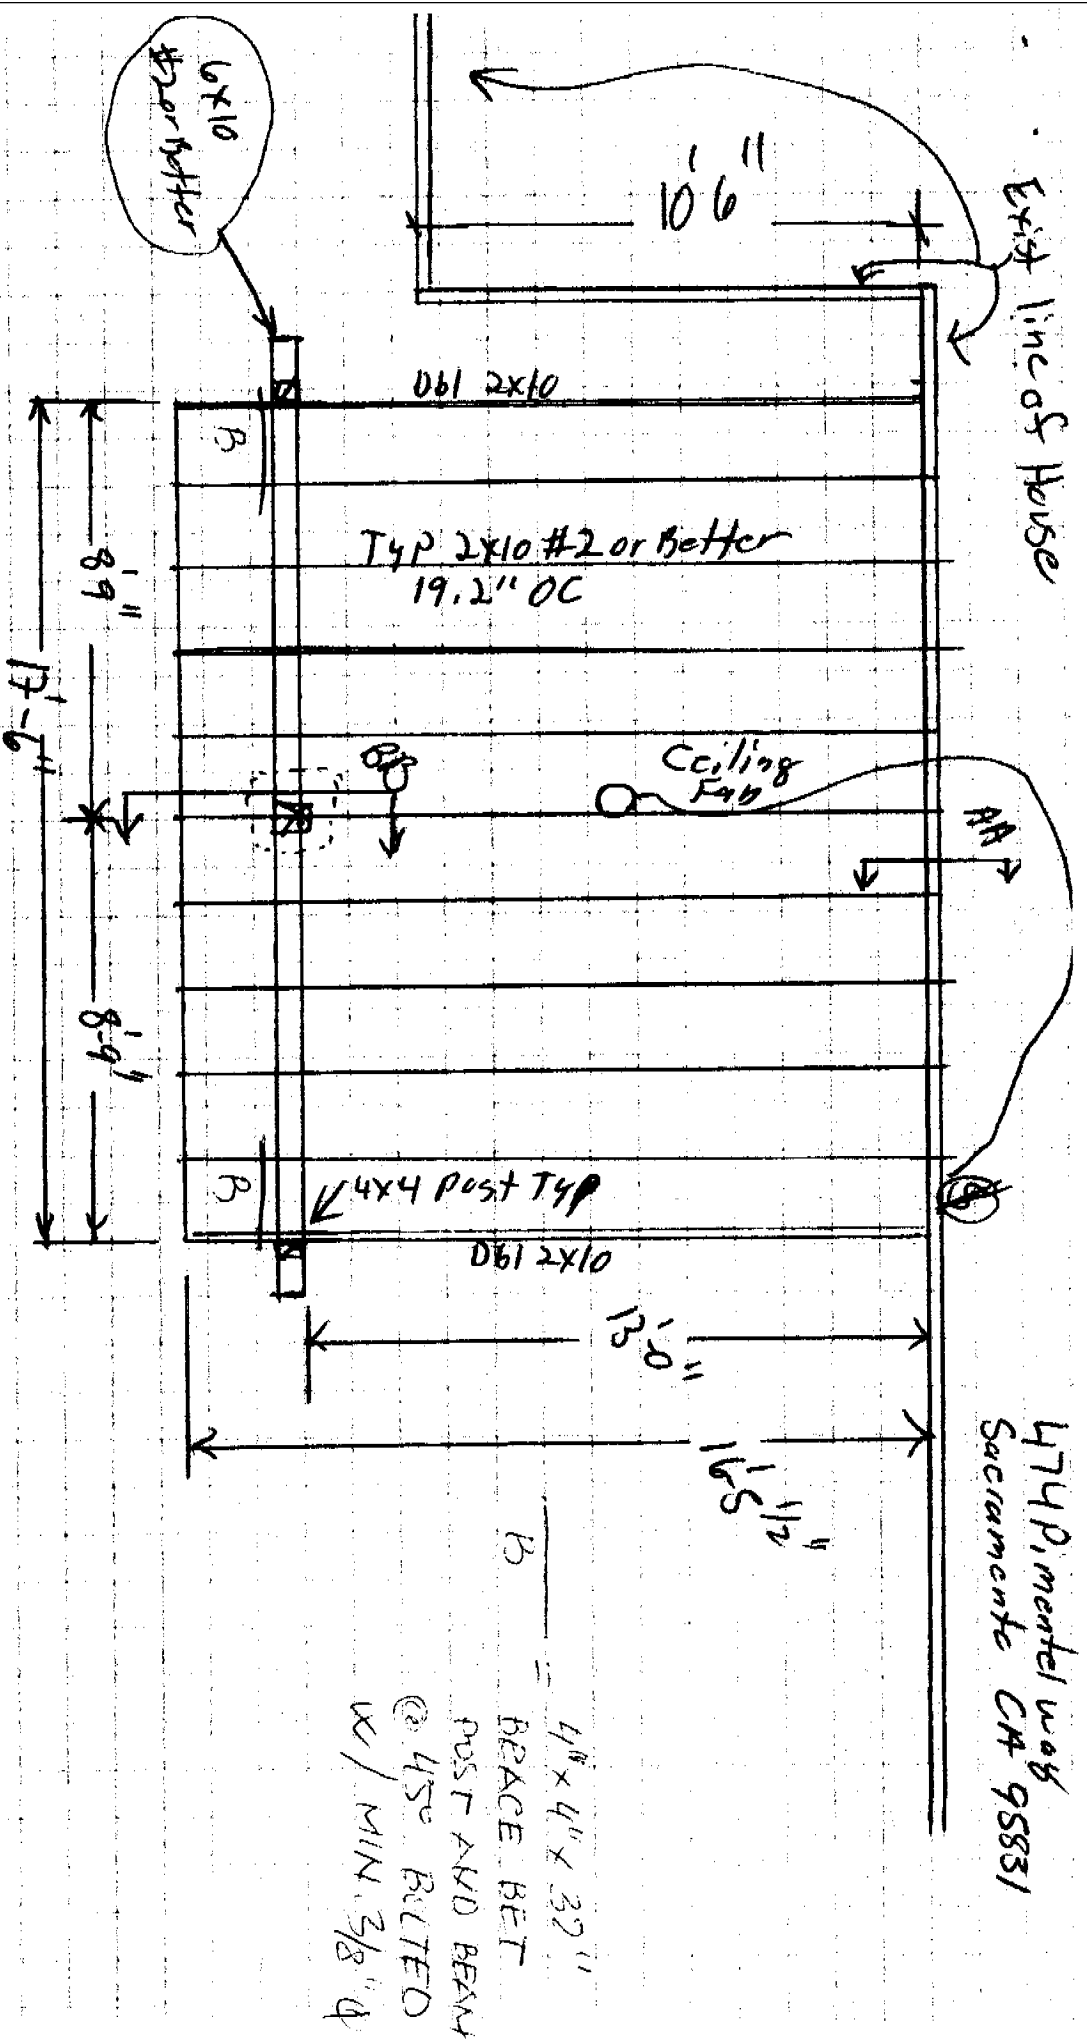 Exist line of House
474 Pimentel way
Sacramento CA 95831
10' 6"
6x10
#2 or Better
Dbl 2x10
B
Typ 2x10 #2 or Better
19.2" OC
Ceiling
Fan
AA
8'9"
8'-9"
17'-6"
B
4x4 Post Typ
Dbl 2x10
13'0"
16'5 1/2"
B = 4"x 4"x 32"
BRACE BET
POST AND BEAM
@ 45° BOLTED
w/ MIN. 3/8"φ